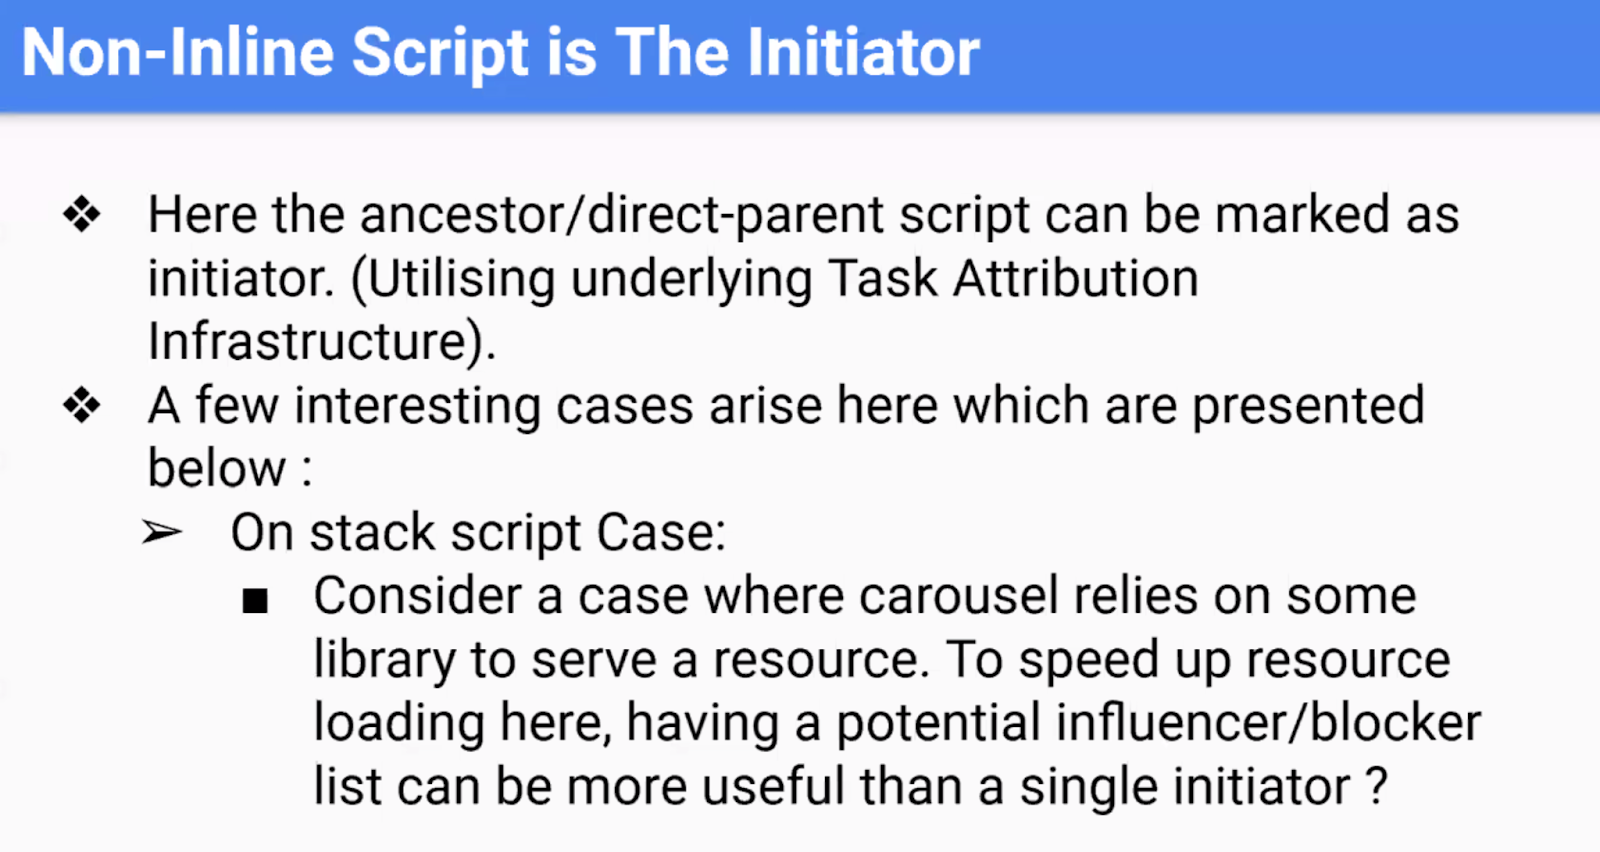 Non-Inline Script is The Initiator
❖ Here the ancestor/direct-parent script can be marked as
initiator. (Utilising underlying Task Attribution
Infrastructure).
❖ A few interesting cases arise here which are presented
below :
➢ On stack script Case:
■ Consider a case where carousel relies on some
library to serve a resource. To speed up resource
loading here, having a potential influencer/blocker
list can be more useful than a single initiator ?